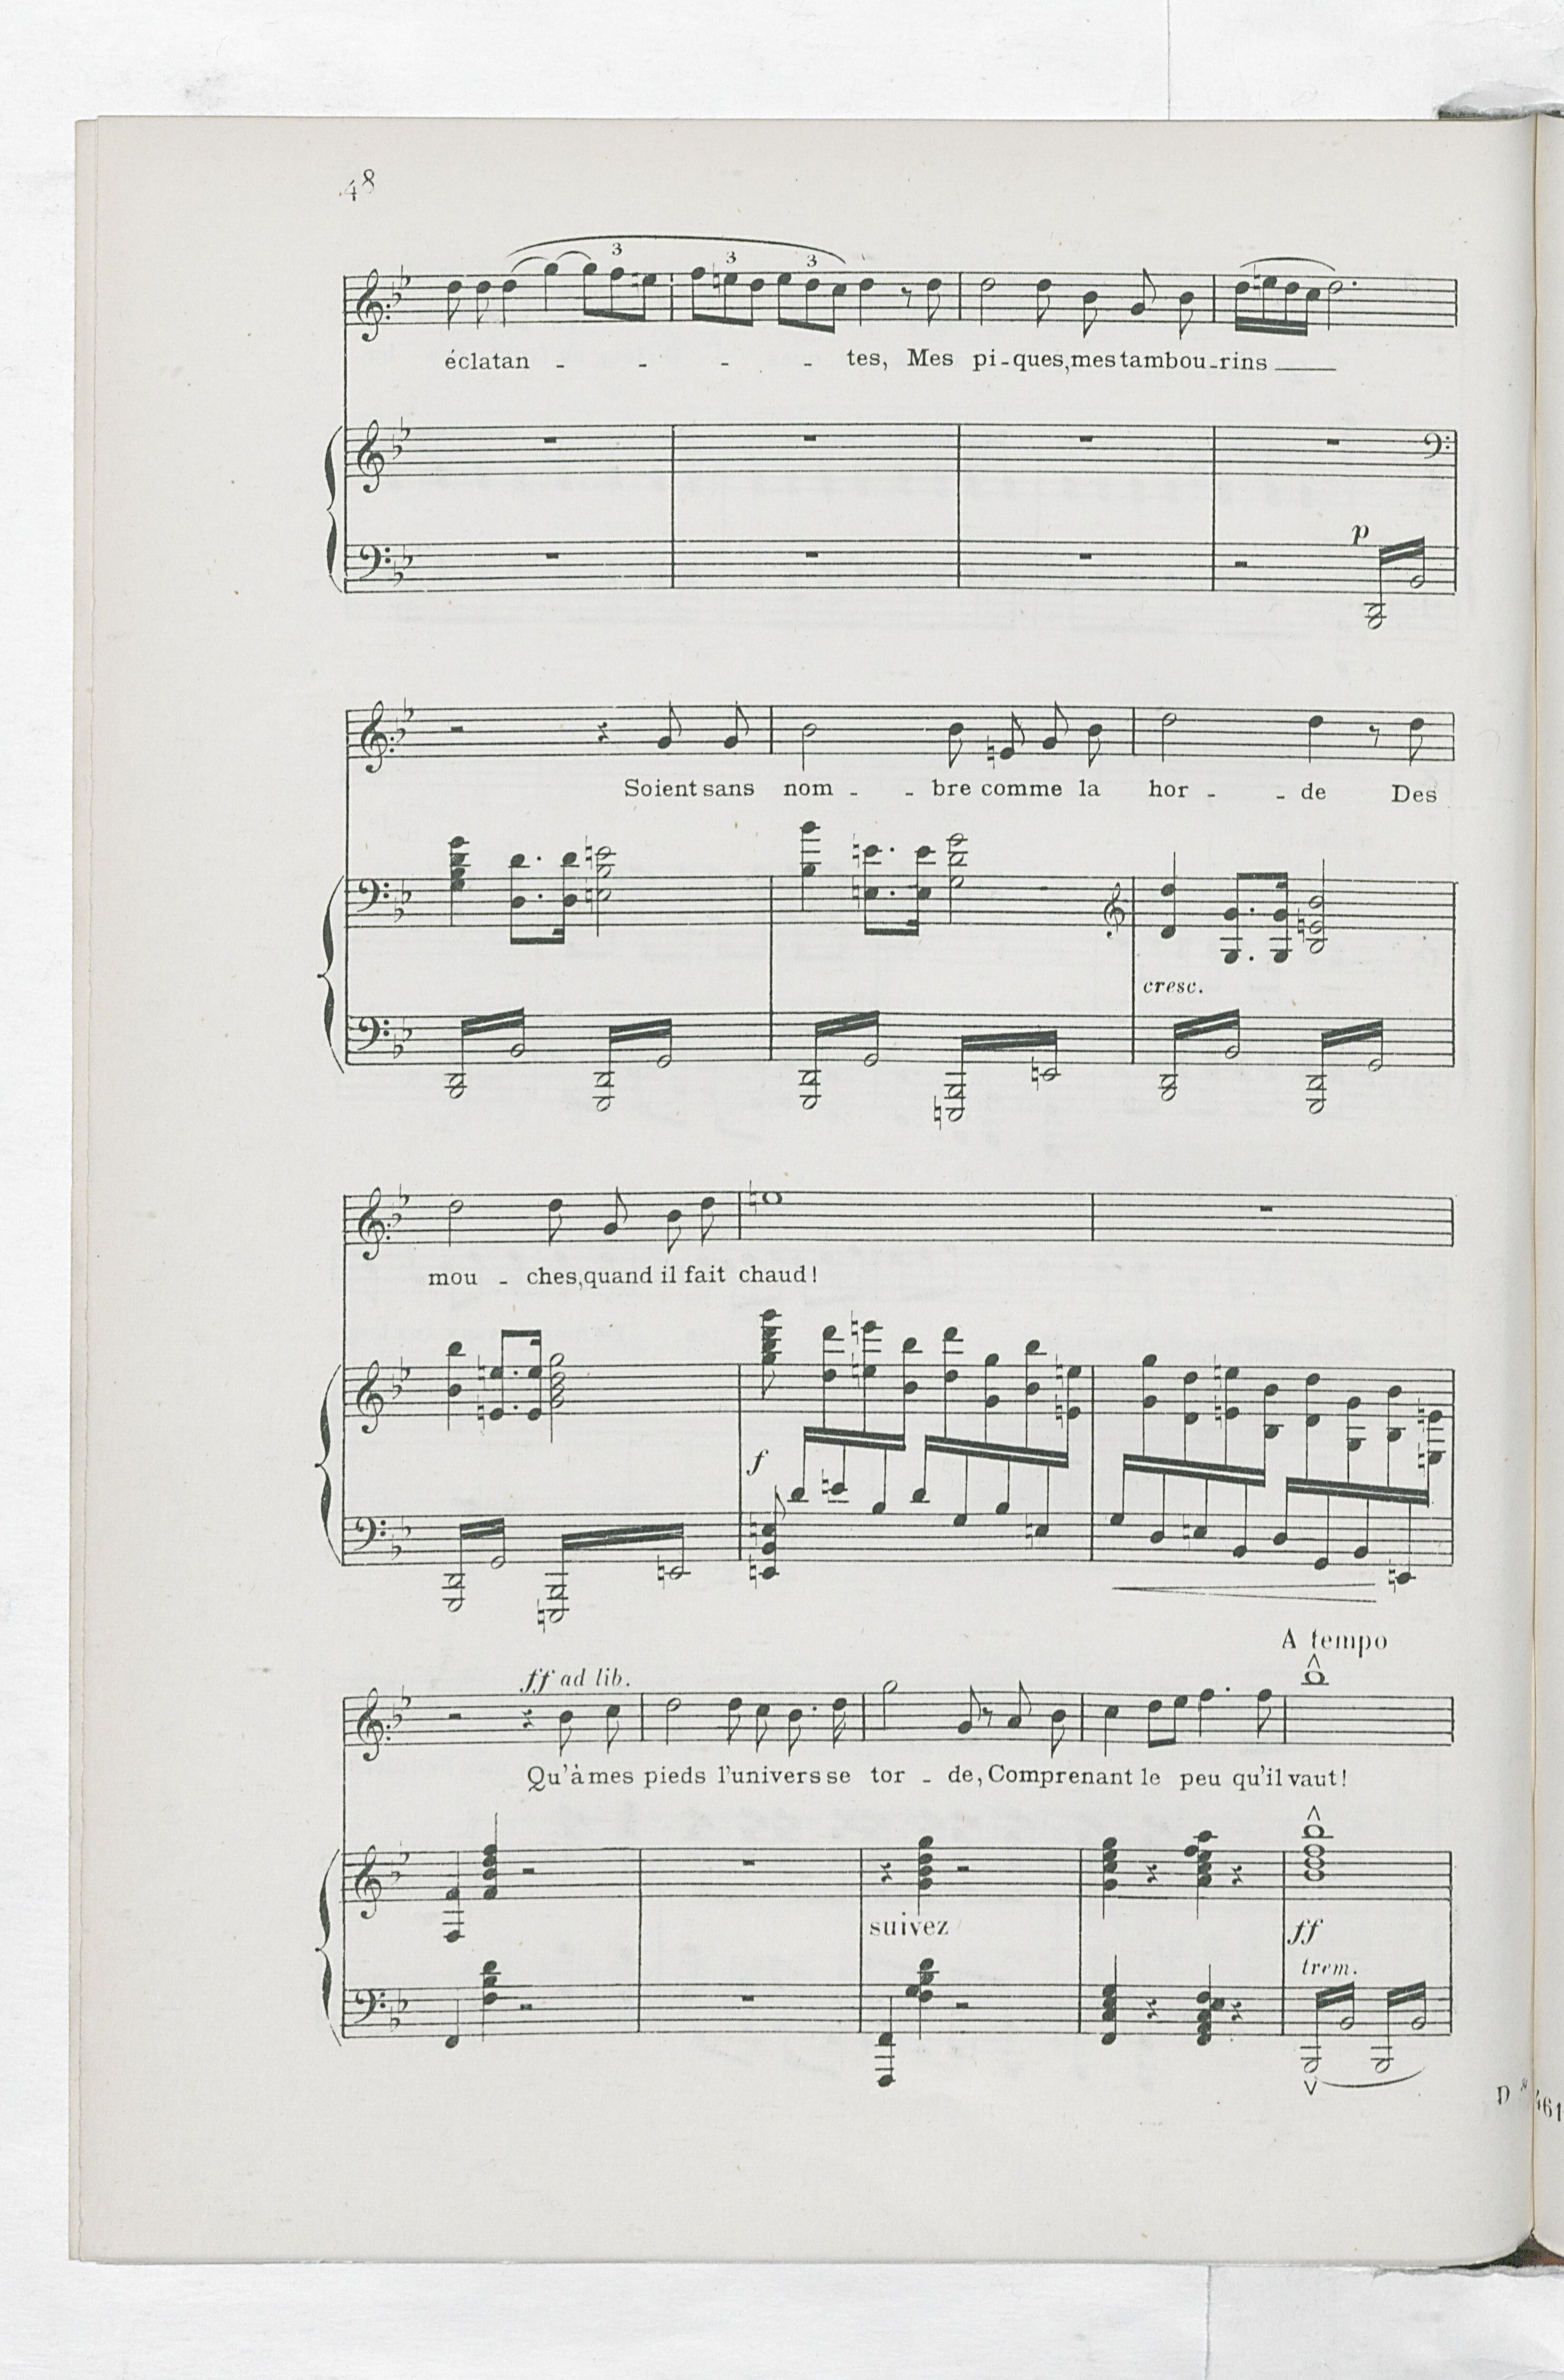 48
3 3 3
éclatan - - - - tes, Mes pi-ques,mes tambou-rins
p
Soient sans nom - - bre comme la hor - - de Des
cresc.
mou - ches,quand il fait chaud!
f
A tempo
ff ad lib.
Qu'à mes pieds l'univers se tor - de, Comprenant le peu qu'il vaut!
suivez
ff
trem.